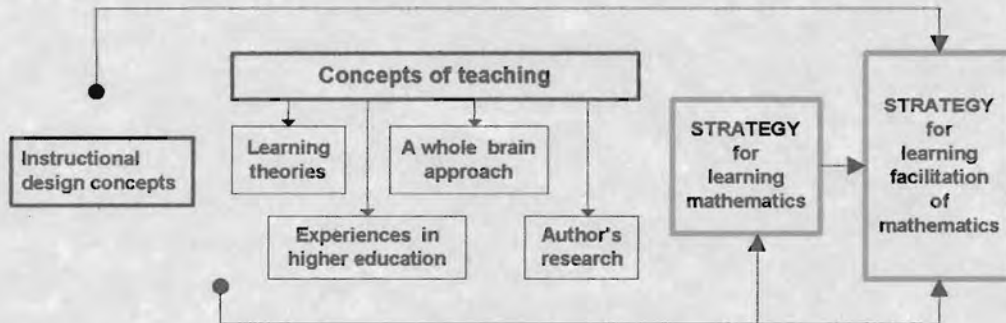 Concepts of teaching
Instructional
design concepts
Learning
theories
A whole brain
approach
Experiences in
higher education
Author's
research
STRATEGY
for
learning
mathematics
STRATEGY
for
learning
facilitation
of
mathematics